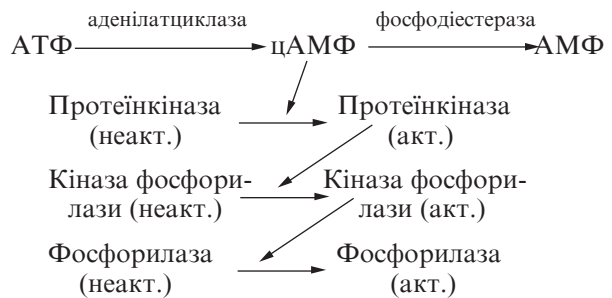 аденілатциклаза фосфодіестераза
АТФ цАМФ АМФ
Протеїнкіназа Протеїнкіназа
(неакт.) (акт.)
Кіназа фосфори- Кіназа фосфори-
лази (неакт.) лази (акт.)
Фосфорилаза Фосфорилаза
(неакт.) (акт.)